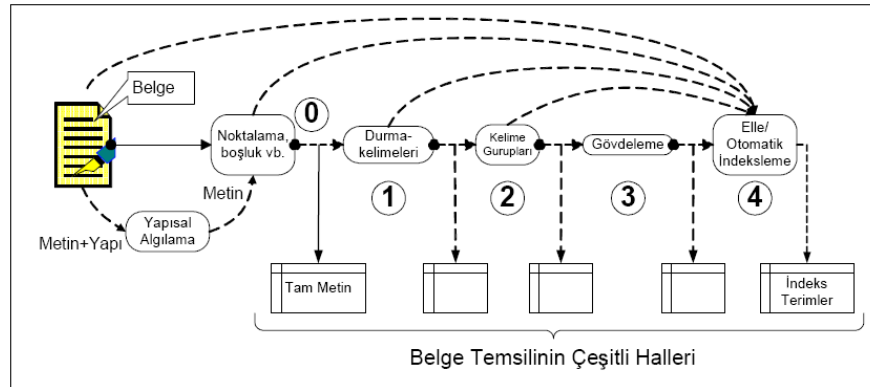 Belge
Noktalama,
boşluk vb.
0
Durma-
kelimeleri
1
Kelime
Gurupları
2
Gövdeleme
3
Elle/
Otomatik
İndeksleme
4
Metin
Metin+Yapı
Yapısal
Algılama
Tam Metin
İndeks
Terimler
Belge Temsilinin Çeşitli Halleri